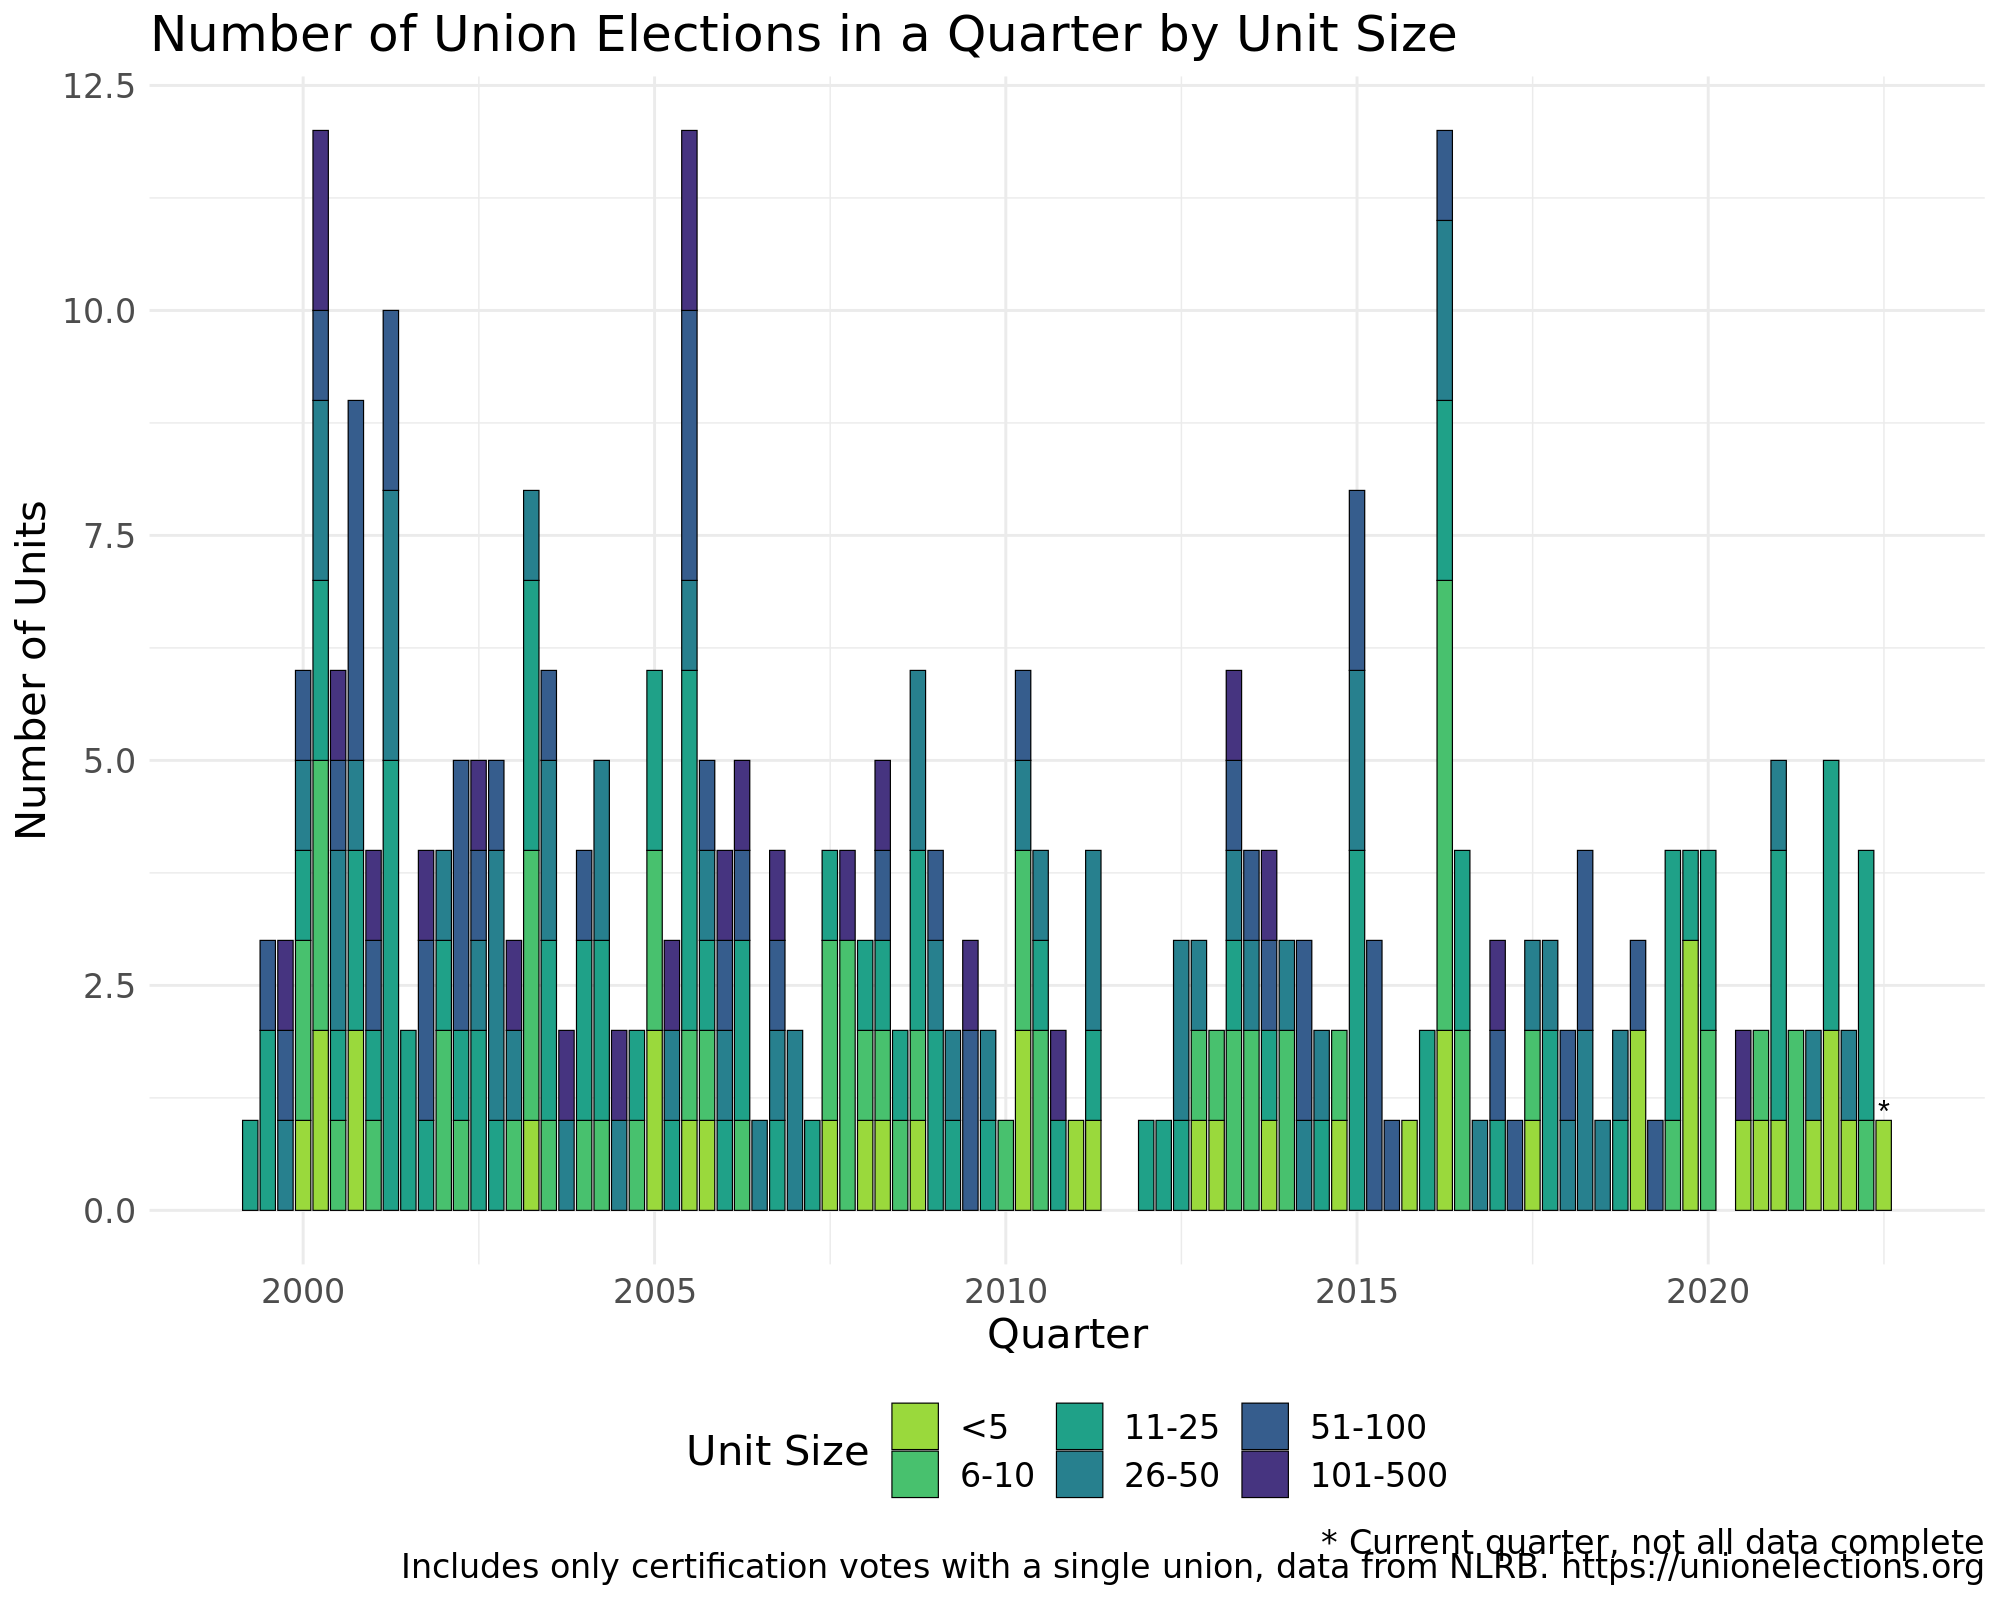 Number of Union Elections in a Quarter by Unit Size
12.5
10.0
7.5
5.0
2.5
0.0
Number of Units
*
2000 2005 2010 2015 2020
Quarter
Unit Size
<5 11-25 51-100
6-10 26-50 101-500
* Current quarter, not all data complete
Includes only certification votes with a single union, data from NLRB. https://unionelections.org